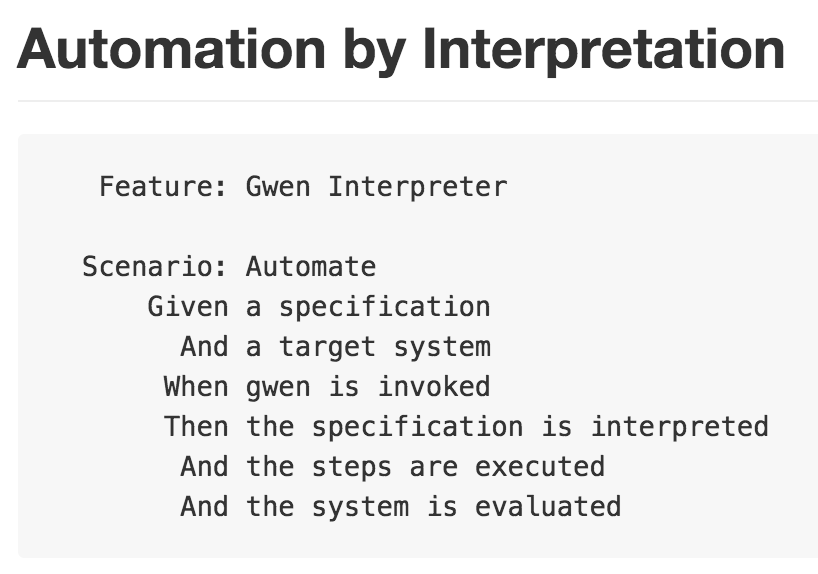 Automation by Interpretation
Feature: Gwen Interpreter
Scenario: Automate
Given a specification
And a target system
When gwen is invoked
Then the specification is interpreted
And the steps are executed
And the system is evaluated